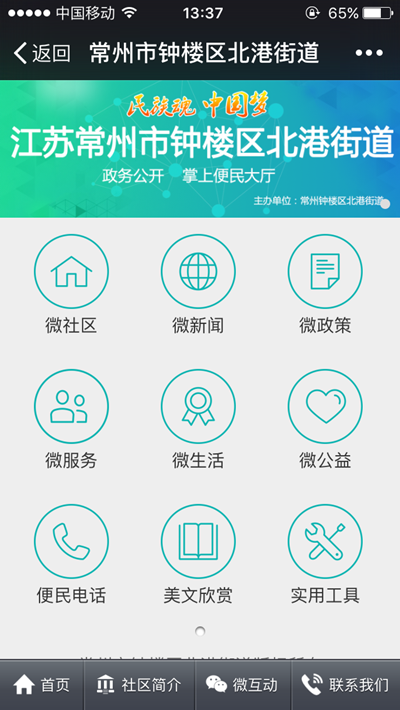 中国移动
13:37
65%
返回
常州市钟楼区北港街道
民族魂 中国梦
江苏常州市钟楼区北港街道
政务公开 掌上便民大厅
主办单位：常州钟楼区北港街道
微社区 微新闻 微政策
微服务 微生活 微公益
便民电话 美文欣赏 实用工具
首页 社区简介 微互动 联系我们